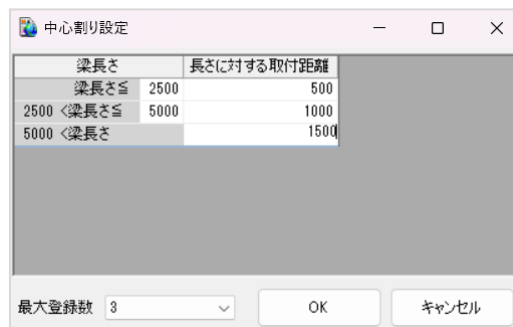 中心割り設定
梁長さ 長さに対する取付距離
梁長さ≦ 2500 500
2500 <梁長さ≦ 5000 1000
5000 <梁長さ 1500
最大登録数 3 OK キャンセル